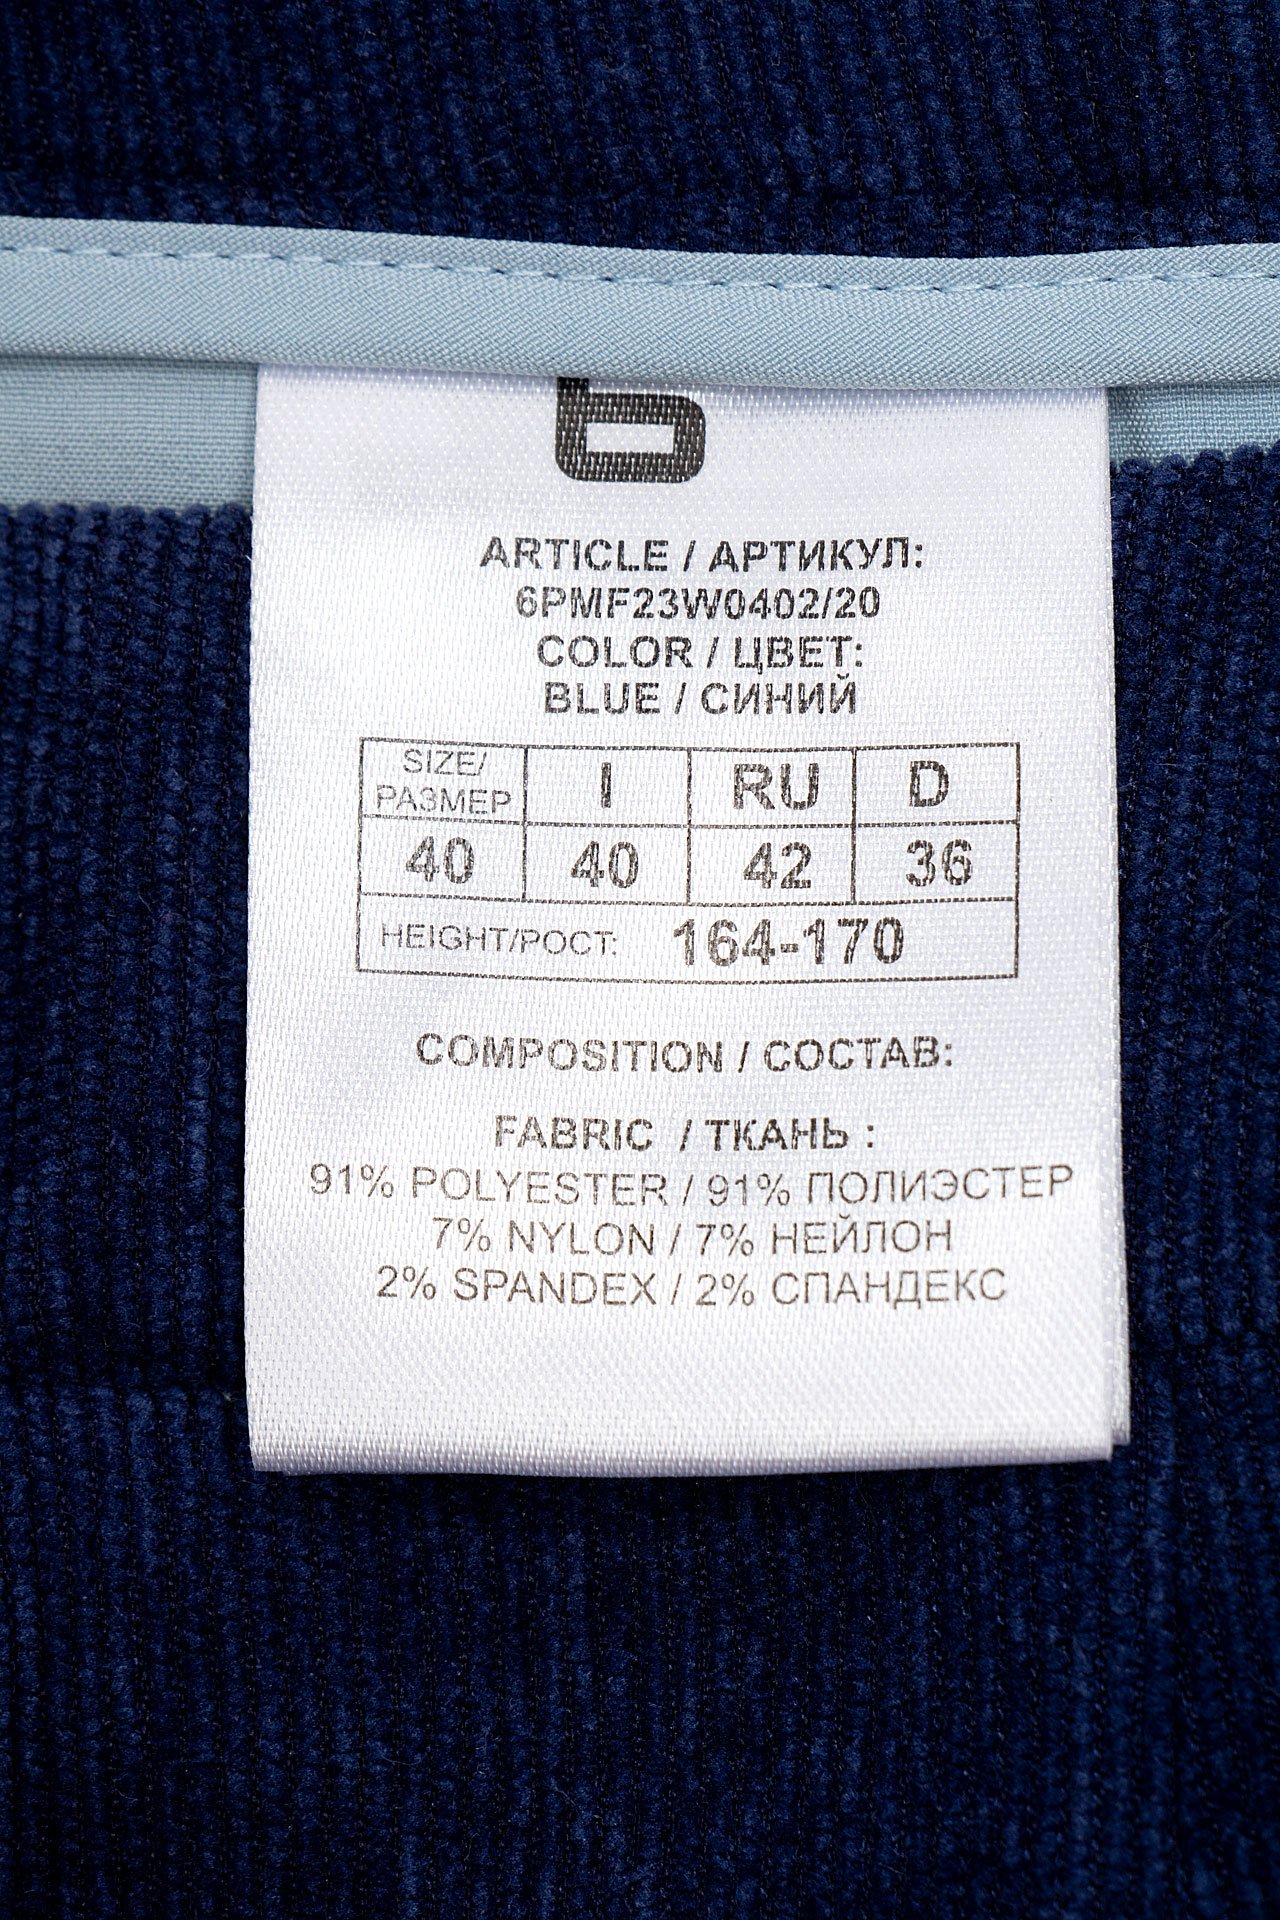 6
ARTICLE / АРТИКУЛ:
6PMF23W0402/20
COLOR / ЦВЕТ:
BLUE / СИНИЙ
SIZE/ I RU D
РАЗМЕР
40 40 42 36
HEIGHT/РОСТ: 164-170
COMPOSITION / СОСТАВ:
FABRIC / ТКАНЬ :
91% POLYESTER / 91% ПОЛИЭСТЕР
7% NYLON / 7% НЕЙЛОН
2% SPANDEX / 2% СПАНДЕКС